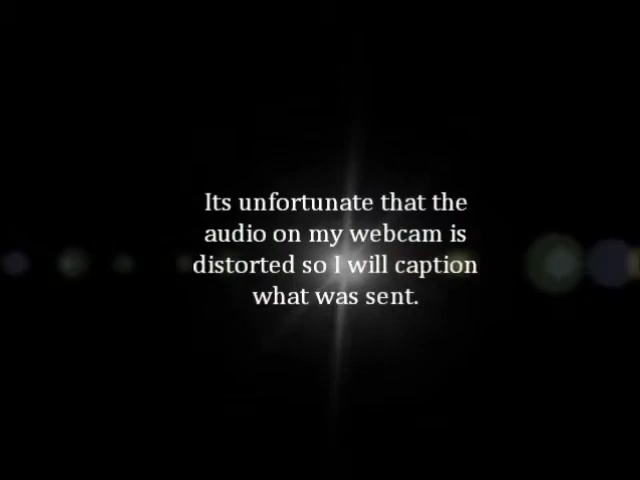 Its unfortunate that the
audio on my webcam is
distorted so I will caption
what was sent.